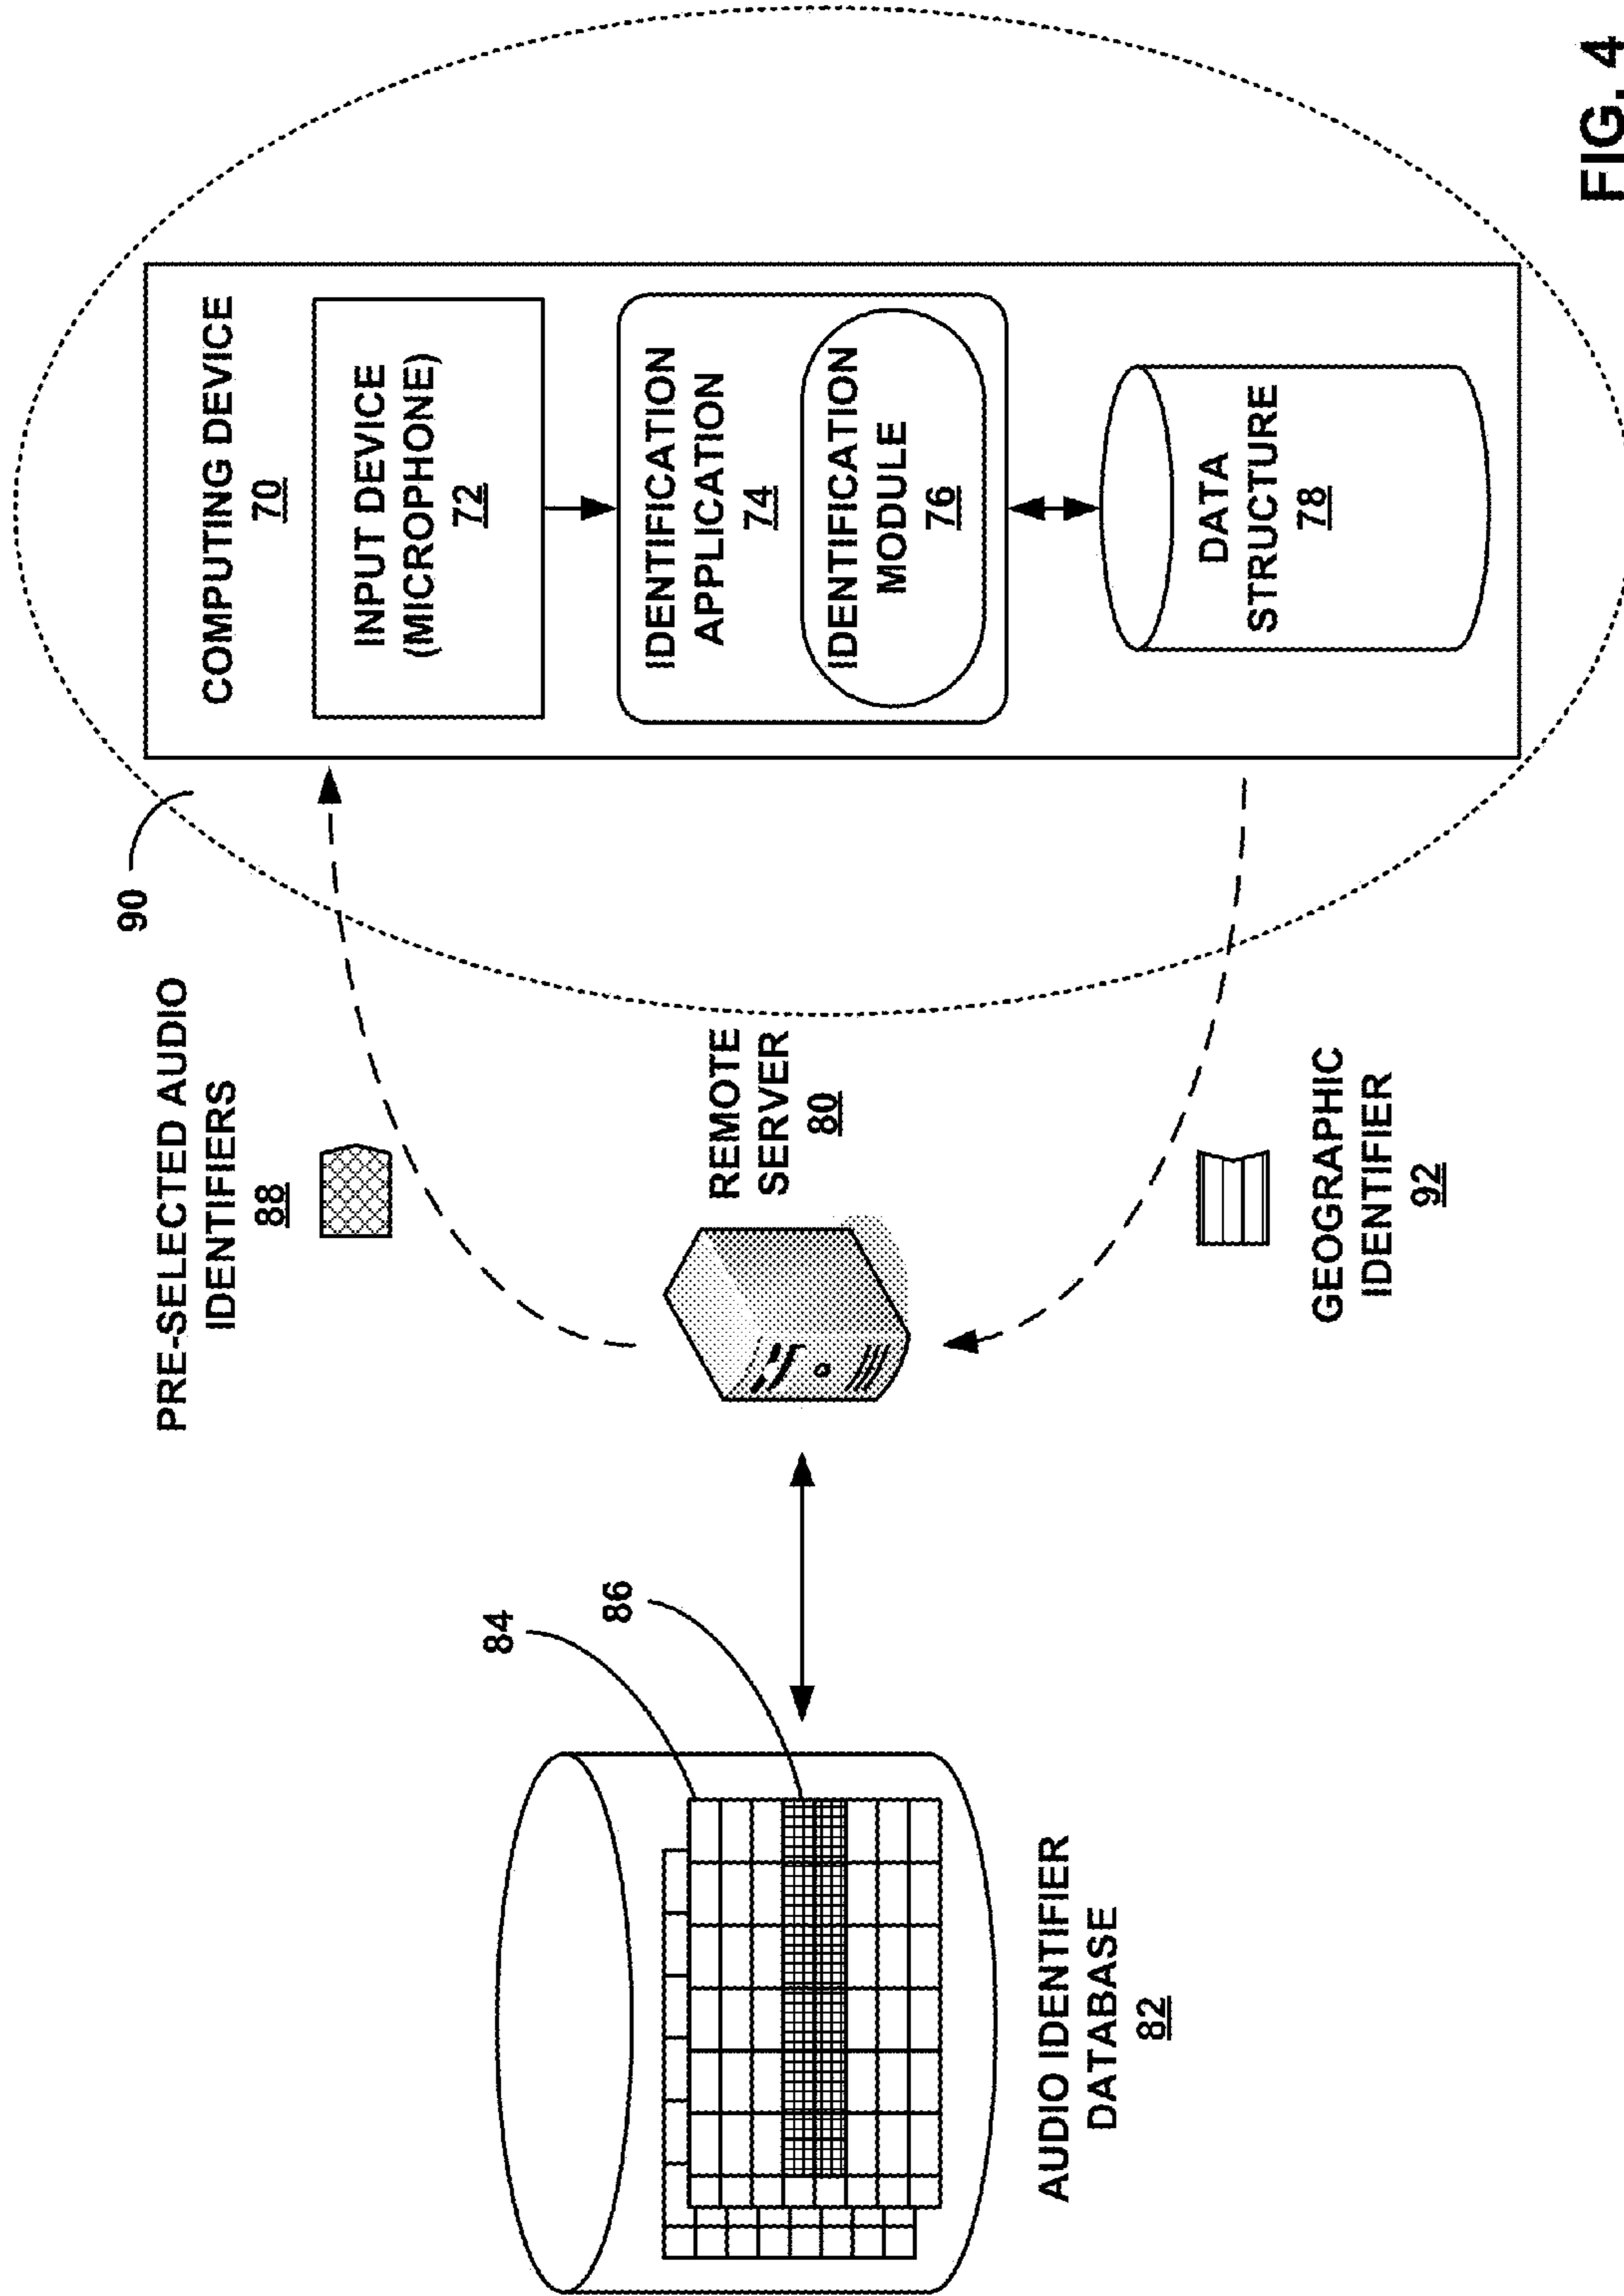 PRE-SELECTED AUDIO
IDENTIFIERS
88
90
COMPUTING DEVICE
70
INPUT DEVICE
(MICROPHONE)
72
IDENTIFICATION
APPLICATION
74
IDENTIFICATION
MODULE
76
DATA
STRUCTURE
78
84
86
REMOTE
SERVER
80
AUDIO IDENTIFIER
DATABASE
82
GEOGRAPHIC
IDENTIFIER
92
FIG. 4